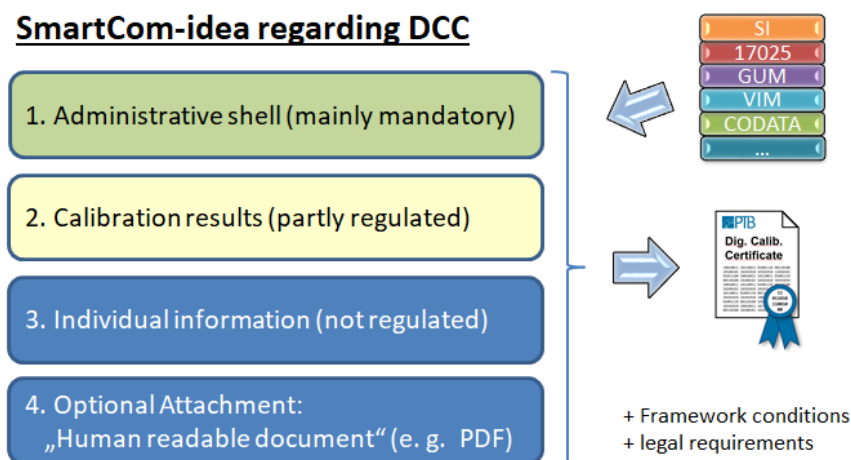 SmartCom-idea regarding DCC
1. Administrative shell (mainly mandatory)
2. Calibration results (partly regulated)
3. Individual information (not regulated)
4. Optional Attachment:
„Human readable document“ (e. g. PDF)
SI
17025
GUM
VIM
CODATA
...
PTB
Dig. Calib.
Certificate
+ Framework conditions
+ legal requirements